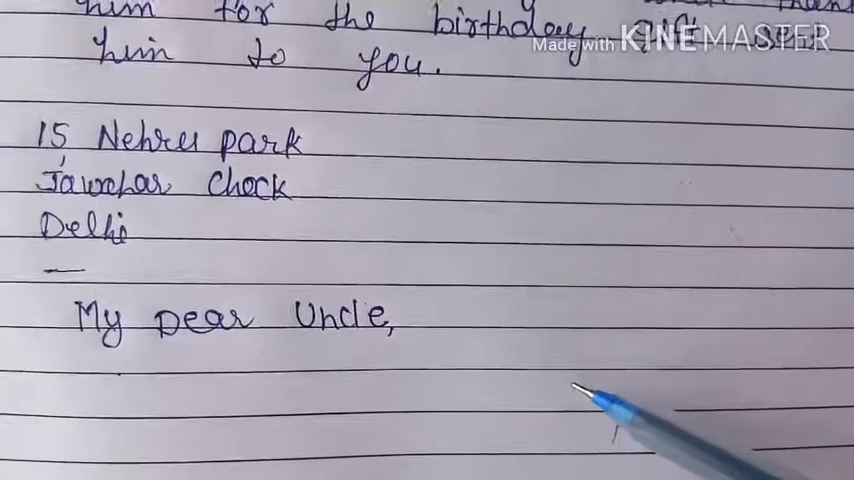 him for the birthday gift
him to you.
Made with KINEMASTER
15 Nehru park
Jawahar Chock
Delhi
My Dear Uncle,